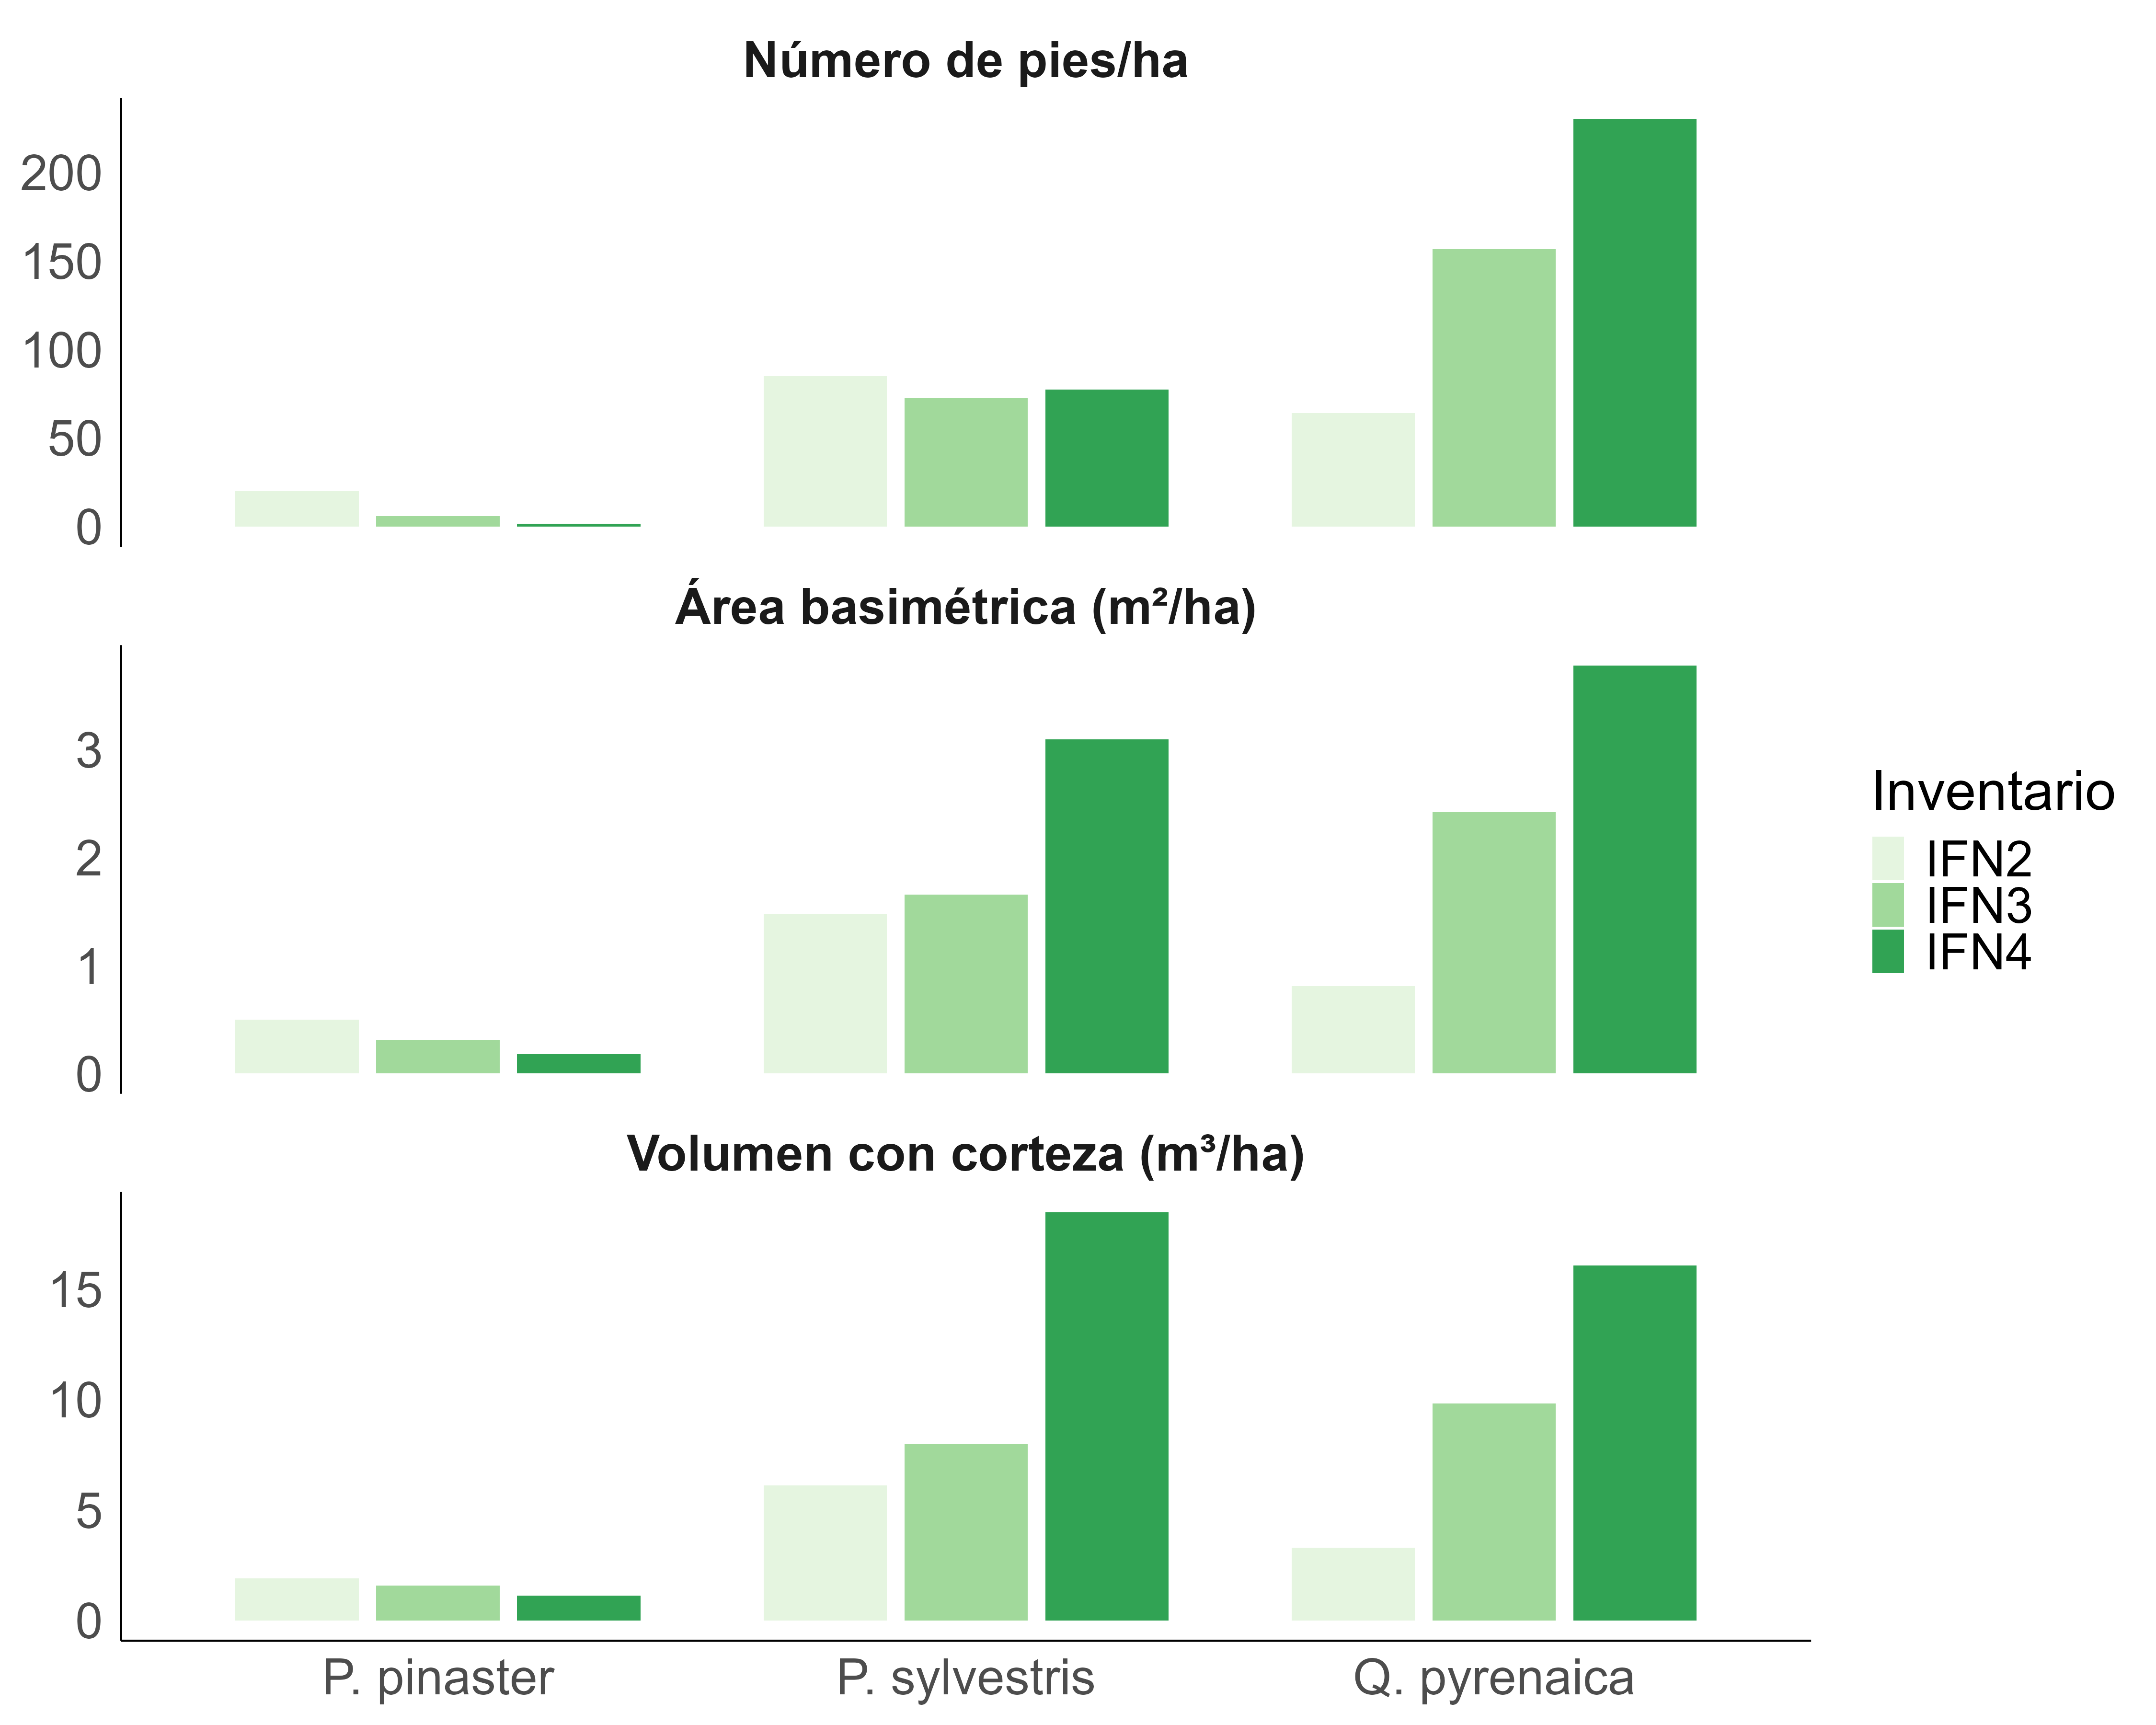 Número de pies/ha
200
150
100
50
0
Área basimétrica (m²/ha)
3
2
1
0
Volumen con corteza (m³/ha)
15
10
5
0
P. pinaster P. sylvestris Q. pyrenaica
Inventario
IFN2
IFN3
IFN4